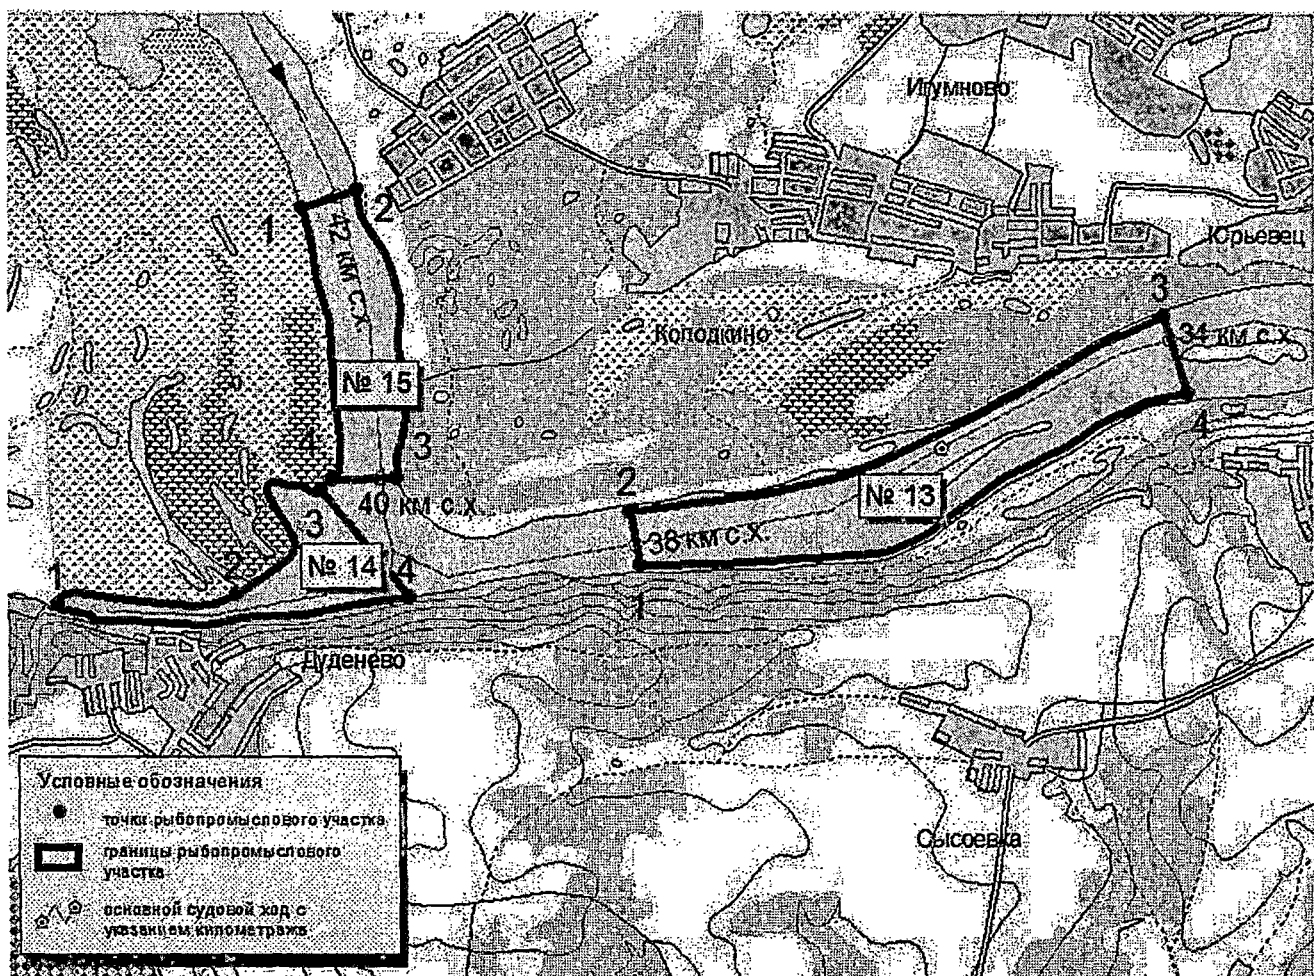 Игумново
1
2
42 км с.х.
Юрьевец
3
Колодкино
34 км с.х.
№ 15
4
3
4
2
№ 13
40 км с.х.
3
38 км с.х.
№ 14
4
1
2
1
Дуденево
Условные обозначения
точки рыбопромыслового участка
границы рыбопромыслового
участка
основной судовой ход с
указанием километража
Сысоевка